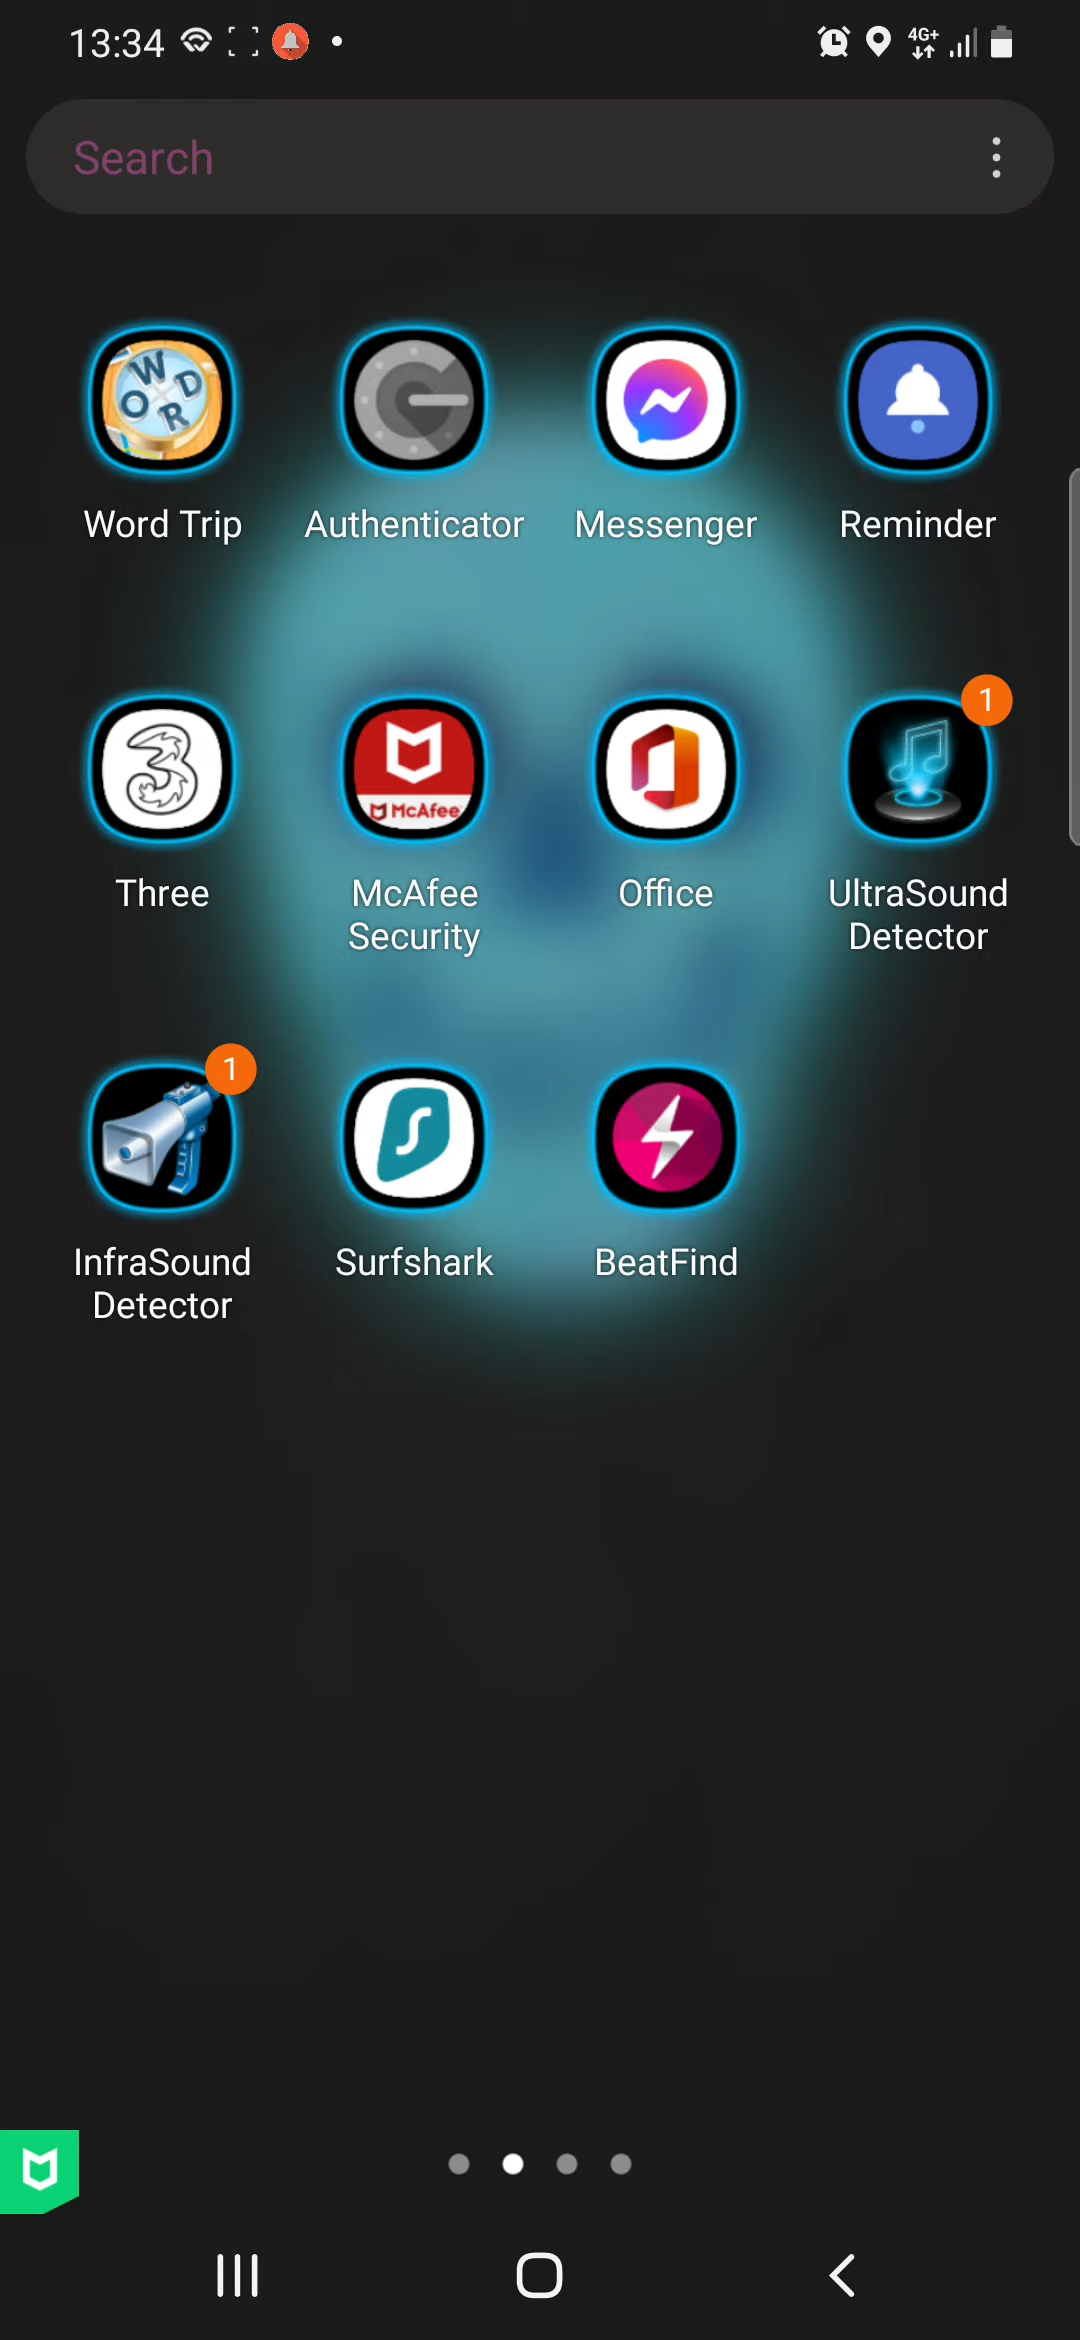 13:34
4G+
Search
W
O D
R
Word Trip
Authenticator
Messenger
Reminder
1
3
McAfee
Three
McAfee
Security
Office
UltraSound
Detector
1
InfraSound
Detector
Surfshark
BeatFind